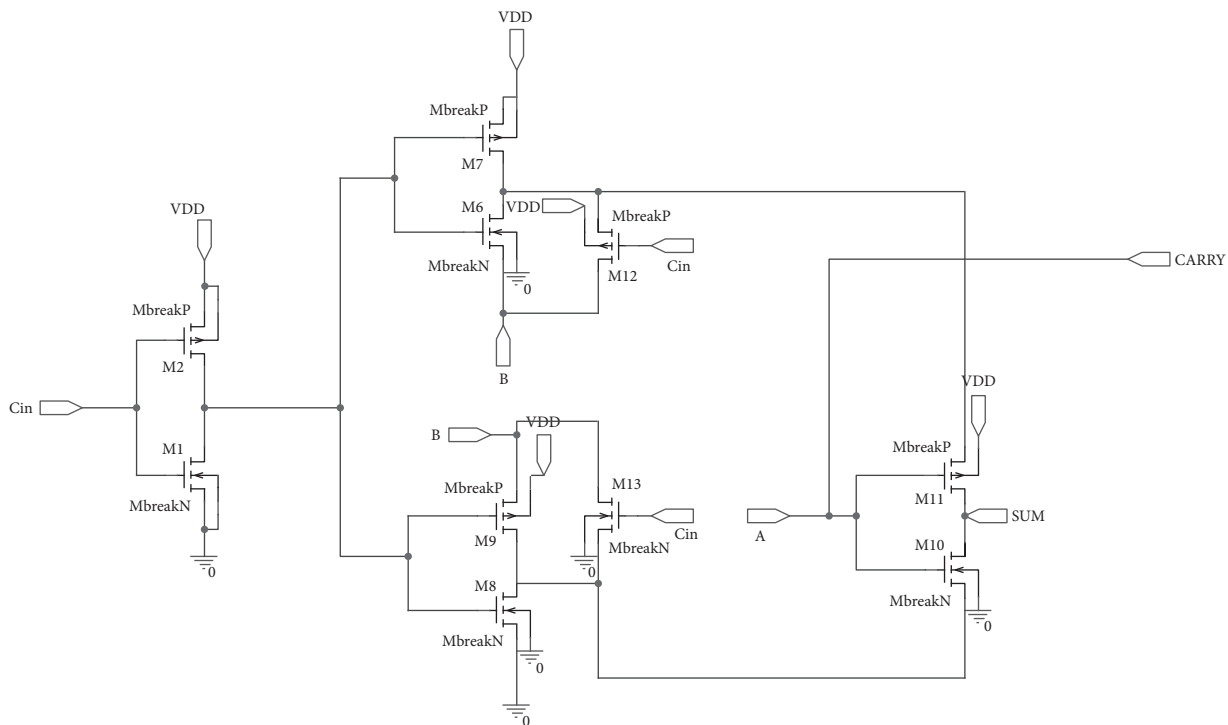 VDD
MbreakP
M7
M6
VDD
MbreakP
MbreakN
Cin
M12
0
B
CARRY
VDD
MbreakP
M2
Cin
M1
MbreakN
0
B
VDD
M13
MbreakP
M9
Cin
MbreakN
0
M8
MbreakN
0
0
VDD
MbreakP
M11
SUM
A
M10
MbreakN
0